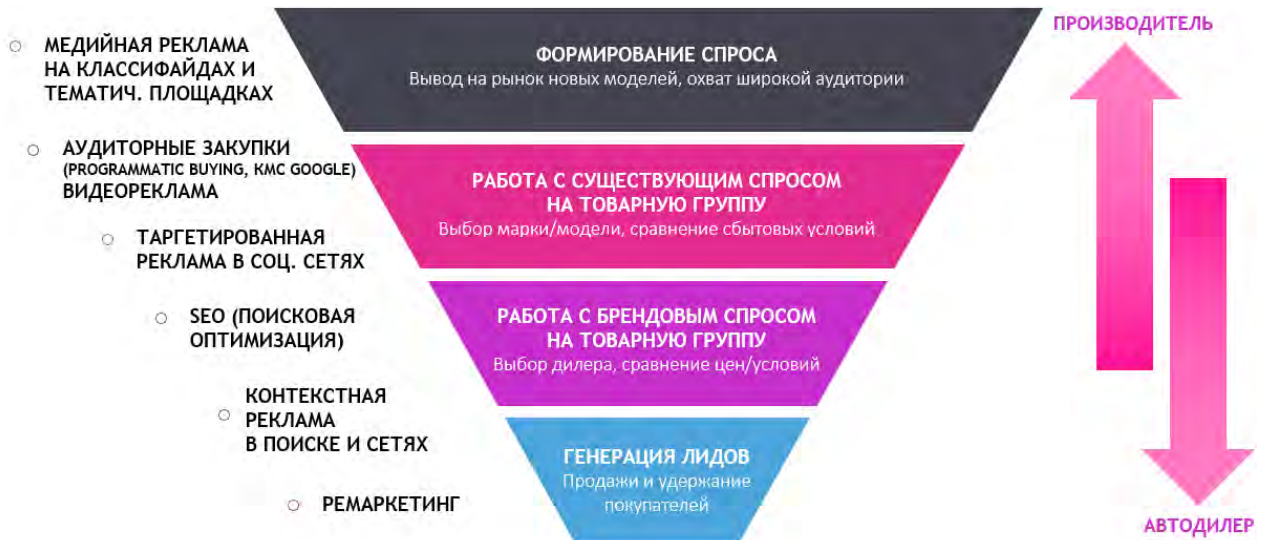 МЕДИЙНАЯ РЕКЛАМА
НА КЛАССИФАЙДАХ И
ТЕМАТИЧ. ПЛОЩАДКАХ
АУДИТОРНЫЕ ЗАКУПКИ
(PROGRAMMATIC BUYING, КМС GOOGLE)
ВИДЕОРЕКЛАМА
ТАРГЕТИРОВАННАЯ
РЕКЛАМА В СОЦ. СЕТЯХ
SEO (ПОИСКОВАЯ
ОПТИМИЗАЦИЯ)
КОНТЕКСТНАЯ
РЕКЛАМА
В ПОИСКЕ И СЕТЯХ
РЕМАРКЕТИНГ
ФОРМИРОВАНИЕ СПРОСА
Вывод на рынок новых моделей, охват широкой аудитории
РАБОТА С СУЩЕСТВУЮЩИМ СПРОСОМ
НА ТОВАРНУЮ ГРУППУ
Выбор марки/модели, сравнение сбытовых условий
РАБОТА С БРЕНДОВЫМ СПРОСОМ
НА ТОВАРНУЮ ГРУППУ
Выбор дилера, сравнение цен/условий
ГЕНЕРАЦИЯ ЛИДОВ
Продажи и удержание
покупателей
ПРОИЗВОДИТЕЛЬ
АВТОДИЛЕР